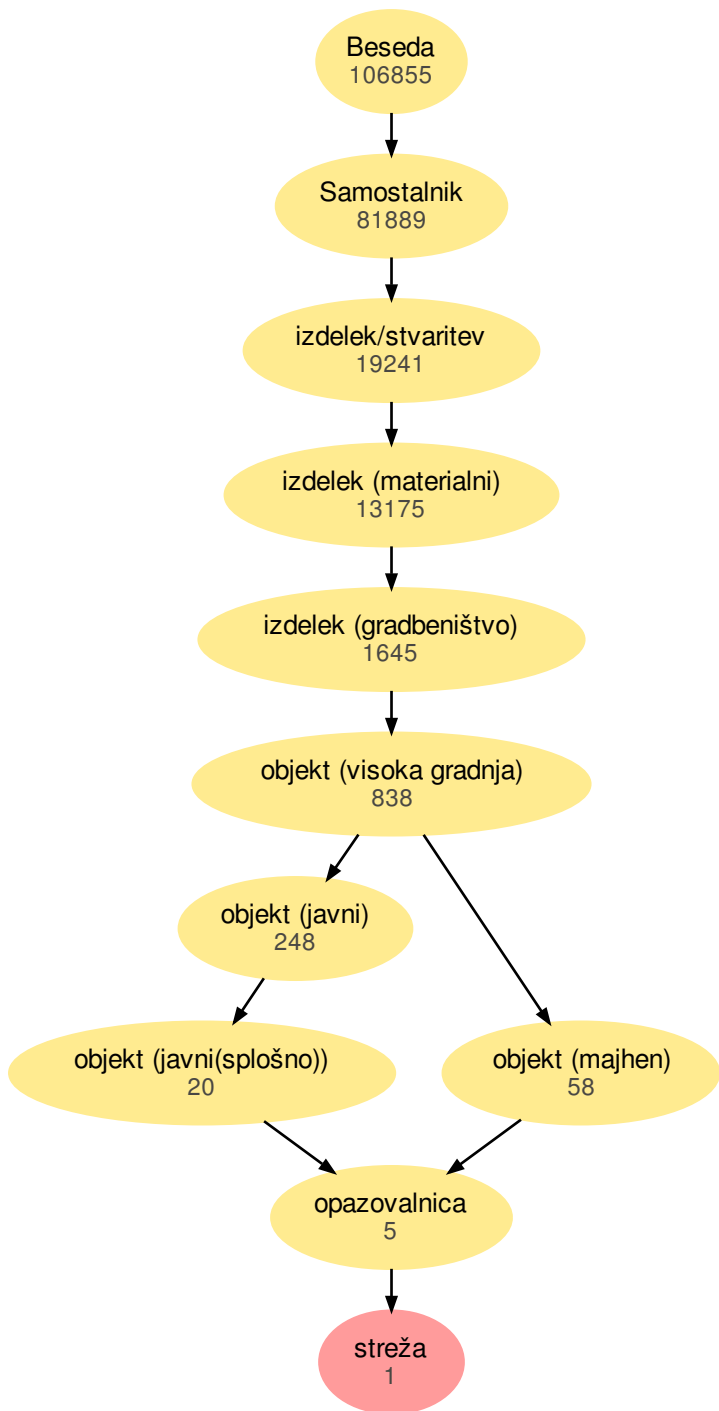 Beseda
106855
Samostalnik
81889
izdelek/stvaritev
19241
izdelek (materialni)
13175
izdelek (gradbeništvo)
1645
objekt (visoka gradnja)
838
objekt (javni)
248
objekt (javni(splošno))
20
objekt (majhen)
58
opazovalnica
5
streža
1